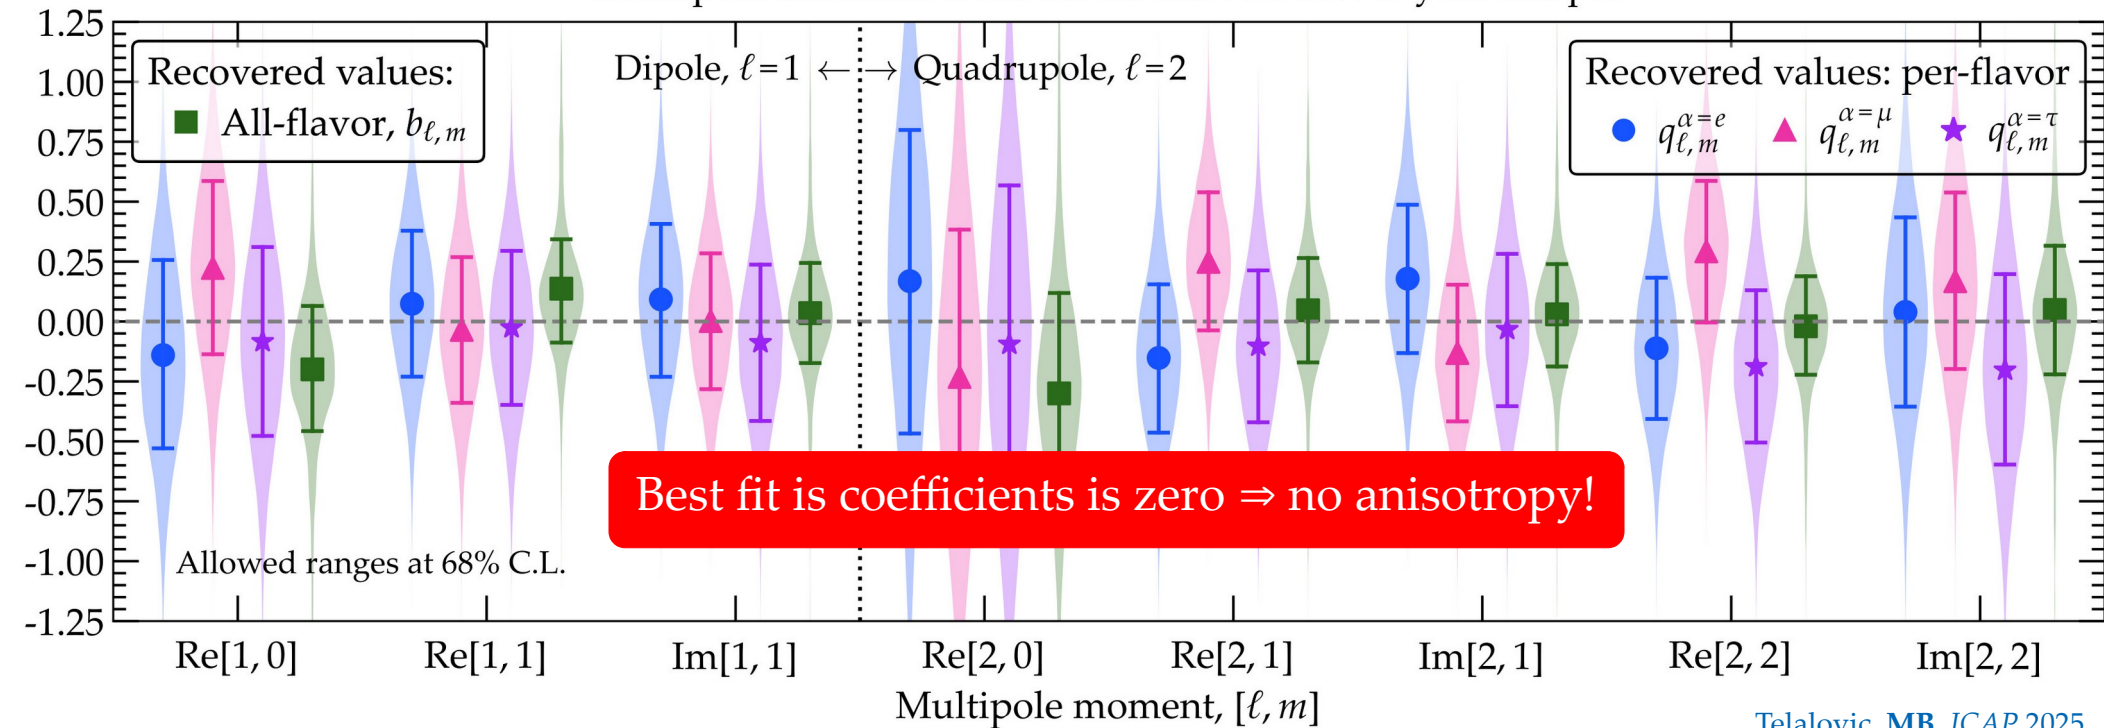 1.25
1.00
0.75
0.50
0.25
0.00
-0.25
-0.50
-0.75
-1.00
-1.25
Recovered values:
All-flavor, bℓ,m
Dipole, ℓ=1 ←→ Quadrupole, ℓ=2
Recovered values: per-flavor
qℓ,m^α=e qℓ,m^α=μ qℓ,m^α=τ
Best fit is coefficients is zero ⇒ no anisotropy!
Allowed ranges at 68% C.L.
Re[1,0] Re[1,1] Im[1,1] Re[2,0] Re[2,1] Im[2,1] Re[2,2] Im[2,2]
Multipole moment, [ℓ,m]
Telalovic, MB, JCAP 2025